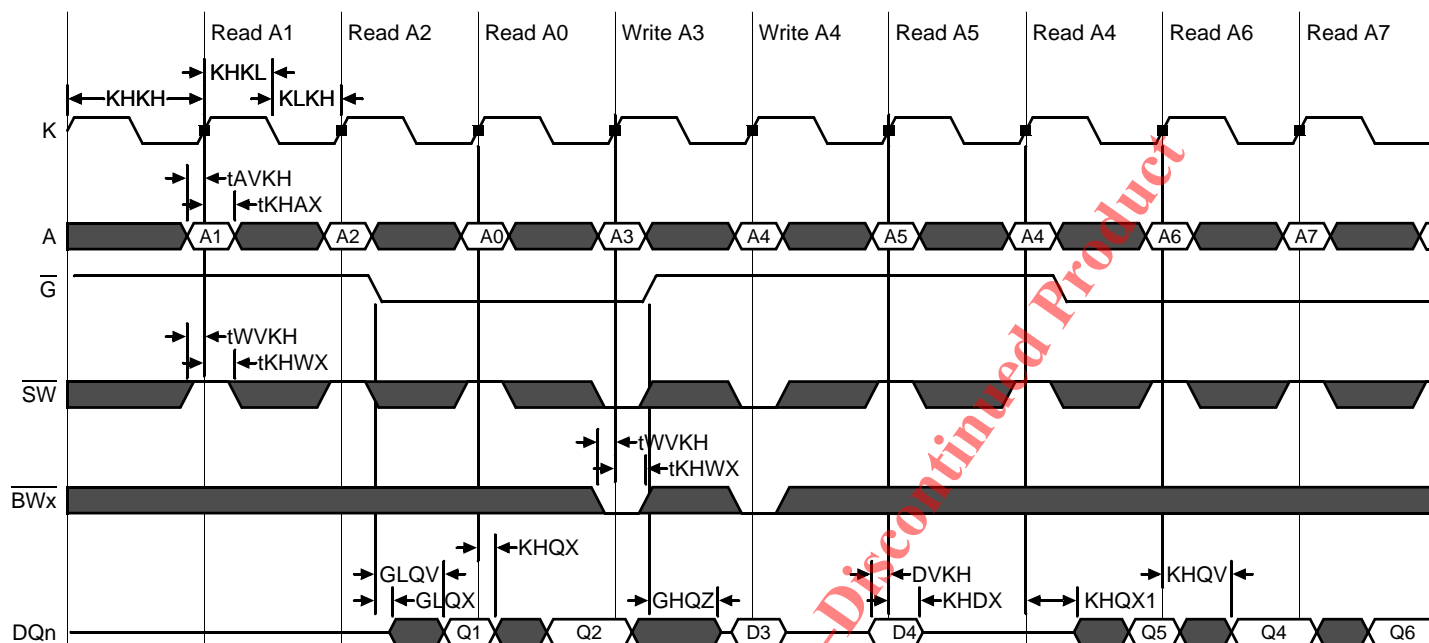 Read A1 Read A2 Read A0 Write A3 Write A4 Read A5 Read A4 Read A6 Read A7
KHKL
KHKH KLKH
K
tAVKH
tKHAX
A A1 A2 A0 A3 A4 A5 A4 A6 A7
G
tWVKH
tKHWX
SW
tWVKH
tKHWX
BWx
KHQX
GLQV DVKH KHQV
GLQX GHQZ KHDX KHQX1
DQn Q1 Q2 D3 D4 Q5 Q4 Q6
-Discontinued Product